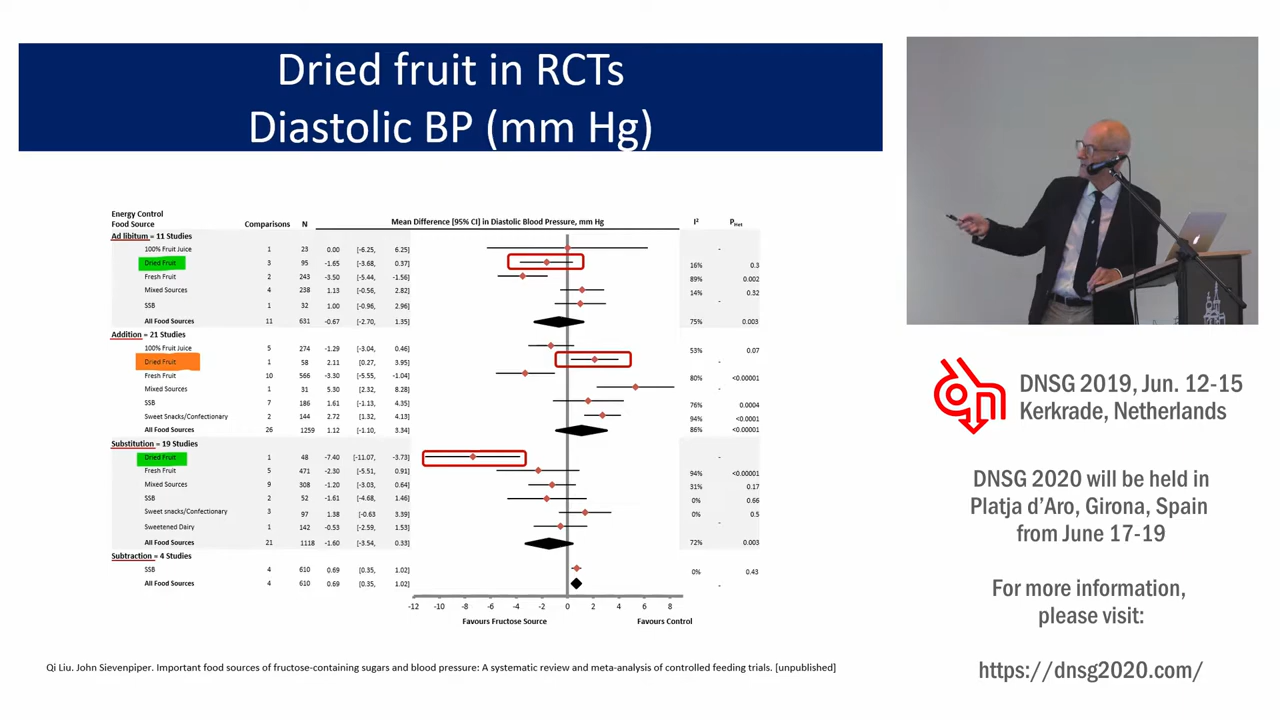 Dried fruit in RCTs
Diastolic BP (mm Hg)
Energy Control
Food Source Comparisons N Mean Difference [95% CI] in Diastolic Blood Pressure, mm Hg I² PHet
Ad libitum = 11 Studies
100% Fruit Juice 1 23 0.00 [-6.25, 6.25] -
Dried Fruit 3 95 -1.65 [-3.68, 0.37] 16% 0.3
Fresh Fruit 2 243 -3.50 [-5.44, -1.56] 89% 0.002
Mixed Sources 4 238 1.13 [-0.56, 2.82] 14% 0.32
SSB 1 32 1.00 [-0.96, 2.96] -
All Food Sources 11 631 -0.67 [-2.70, 1.35] 75% 0.003
Addition = 21 Studies
100% Fruit Juice 5 274 -1.29 [-3.04, 0.46] 53% 0.07
Dried Fruit 1 58 2.11 [0.27, 3.95] -
Fresh Fruit 10 566 -3.30 [-5.55, -1.04] 80% <0.00001
Mixed Sources 1 31 5.30 [2.32, 8.28] -
SSB 7 186 1.61 [-1.13, 4.35] 76% 0.0004
Sweet Snacks/Confectionary 2 144 2.72 [1.32, 4.13] 94% <0.0001
All Food Sources 26 1259 1.12 [-1.10, 3.34] 86% <0.00001
Substitution = 19 Studies
Dried Fruit 1 48 -7.40 [-11.07, -3.73] -
Fresh Fruit 5 471 -2.30 [-5.51, 0.91] 94% <0.00001
Mixed Sources 9 308 -1.20 [-3.03, 0.64] 31% 0.17
SSB 2 52 -1.61 [-4.68, 1.46] 0% 0.66
Sweet snacks/Confectionary 3 97 1.38 [-0.63 3.39] 0% 0.5
Sweetened Dairy 1 142 -0.53 [-2.59, 1.53] -
All Food Sources 21 1118 -1.60 [-3.54, 0.33] 72% 0.003
Subtraction = 4 Studies
SSB 4 610 0.69 [0.35, 1.02] 0% 0.43
All Food Sources 4 610 0.69 [0.35, 1.02] -
-12 -10 -8 -6 -4 -2 0 2 4 6 8
Favours Fructose Source Favours Control
Qi Liu. John Sievenpiper. Important food sources of fructose-containing sugars and blood pressure: A systematic review and meta-analysis of controlled feeding trials. [unpublished]
DNSG 2019, Jun. 12-15
Kerkrade, Netherlands
DNSG 2020 will be held in
Platja d'Aro, Girona, Spain
from June 17-19
For more information,
please visit:
https://dnsg2020.com/